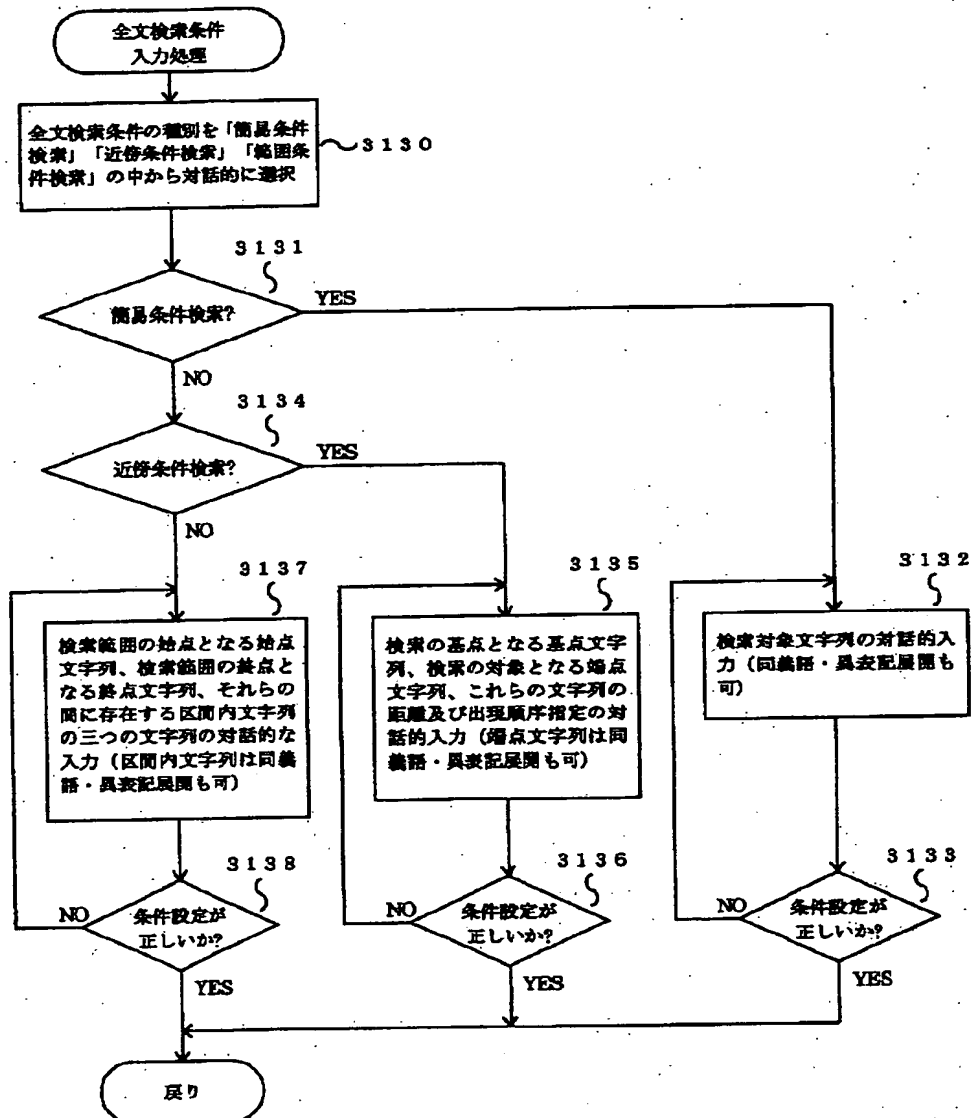 全文検索条件
入力処理
全文検索条件の種別を「簡易条件
検索」「近傍条件検索」「範囲条
件検索」の中から対話的に選択
3130
3131
簡易条件検索?
YES
NO
3134
近傍条件検索?
YES
NO
3137
検索範囲の始点となる始点
文字列、検索範囲の終点と
なる終点文字列、それらの
間に存在する区間内文字列
の三つの文字列の対話的な
入力(区間内文字列は同義
語・異表記展開も可)
3138
条件設定が
正しいか?
NO
YES
3135
検索の基点となる基点文字
列、検索の対象となる端点
文字列、これらの文字列の
距離及び出現順序指定の対
話的入力(端点文字列は同
義語・異表記展開も可)
3136
条件設定が
正しいか?
NO
YES
3132
検索対象文字列の対話的入
力(同義語・異表記展開も
可)
3133
条件設定が
正しいか?
NO
YES
戻り